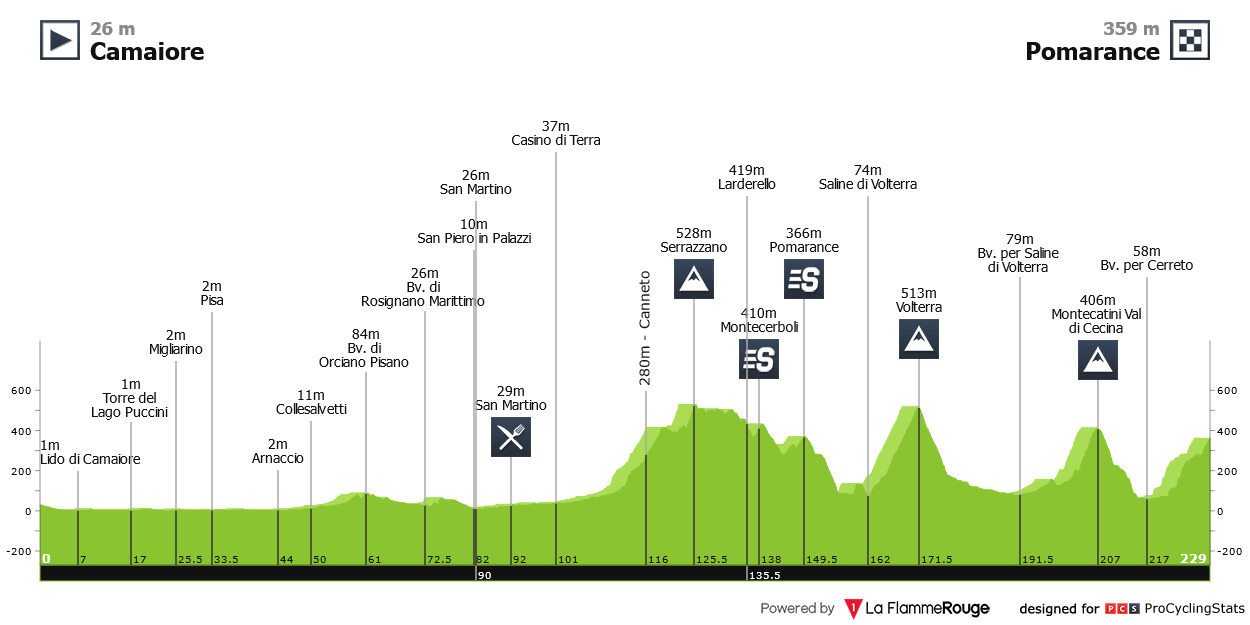 26 m
Camaiore
359 m
Pomarance
37m
Casino di Terra
26m
San Martino
419m
Larderello
74m
Saline di Volterra
10m
San Piero in Palazzi
528m
Serrazzano
366m
Pomarance
79m
Bv. per Saline
di Volterra
58m
Bv. per Cerreto
26m
Bv. di
Rosignano Marittimo
280m - Canneto
2m
Pisa
513m
Volterra
406m
Montecatini Val
di Cecina
410m
Montecerboli
S
S
2m
Migliarino
84m
Bv. di
Orciano Pisano
1m
Torre del
Lago Puccini
11m
Collesalvetti
29m
San Martino
1m
Lido di Camaiore
2m
Arnaccio
600
400
200
0
-200
600
400
200
0
-200
0 7 17 25.5 33.5 44 50 61 72.5 82 92 101 116 125.5 138 149.5 162 171.5 191.5 207 217 229
90 135.5
Powered by 1 La FlammeRouge designed for PCS ProCyclingStats